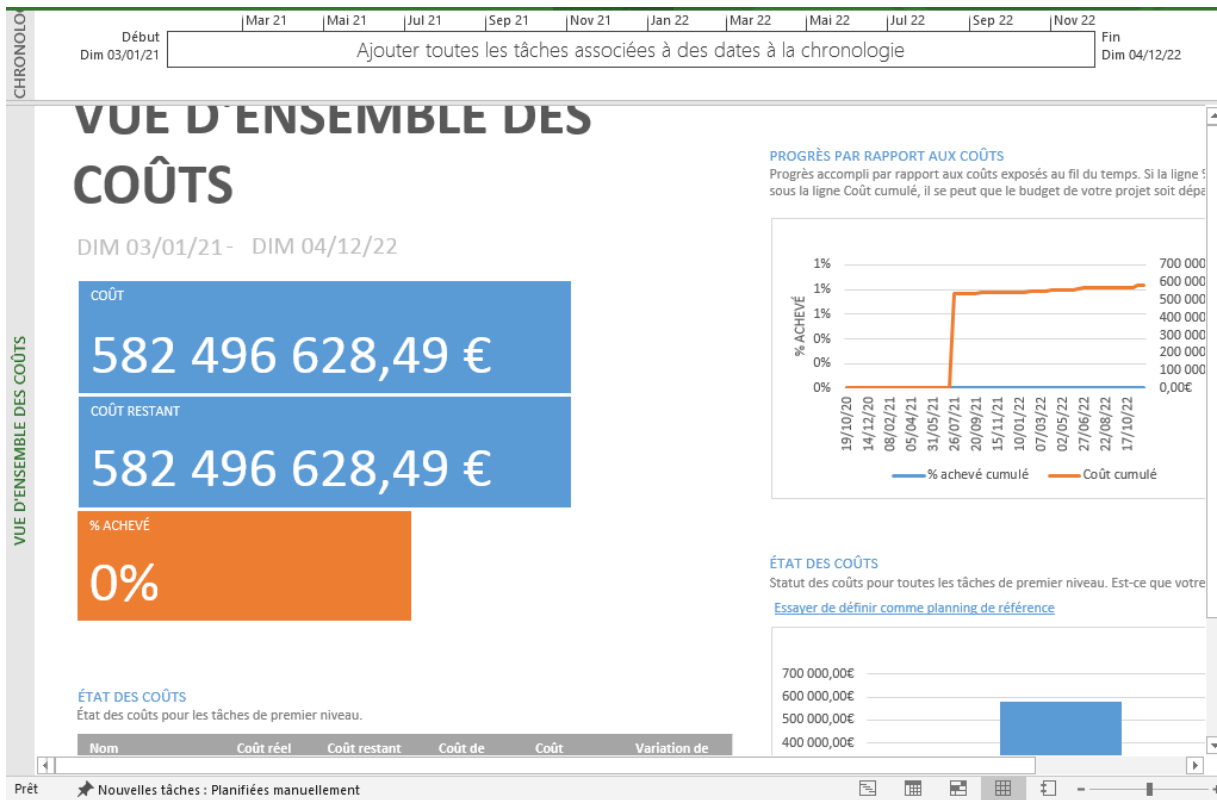 CHRONOLO
Mar 21 Mai 21 Jul 21 Sep 21 Nov 21 Jan 22 Mar 22 Mai 22 Jul 22 Sep 22 Nov 22
Début
Dim 03/01/21
Ajouter toutes les tâches associées à des dates à la chronologie
Fin
Dim 04/12/22
VUE D'ENSEMBLE DES COÛTS
VUE D'ENSEMBLE DES
COÛTS
DIM 03/01/21 - DIM 04/12/22
COÛT
582 496 628,49 €
COÛT RESTANT
582 496 628,49 €
% ACHEVÉ
0%
ÉTAT DES COÛTS
État des coûts pour les tâches de premier niveau.
Nom Coût réel Coût restant Coût de Coût Variation de
PROGRÈS PAR RAPPORT AUX COÛTS
Progrès accompli par rapport aux coûts exposés au fil du temps. Si la ligne %
sous la ligne Coût cumulé, il se peut que le budget de votre projet soit dépa
% ACHEVÉ
1%
1%
1%
0%
0%
0%
700 000
600 000
500 000
400 000
300 000
200 000
100 000
0,00€
19/10/20
14/12/20
08/02/21
05/04/21
31/05/21
26/07/21
20/09/21
15/11/21
10/01/22
07/03/22
02/05/22
27/06/22
22/08/22
17/10/22
% achevé cumulé Coût cumulé
ÉTAT DES COÛTS
Statut des coûts pour toutes les tâches de premier niveau. Est-ce que votre
Essayer de définir comme planning de référence
700 000,00€
600 000,00€
500 000,00€
400 000,00€
Prêt Nouvelles tâches : Planifiées manuellement